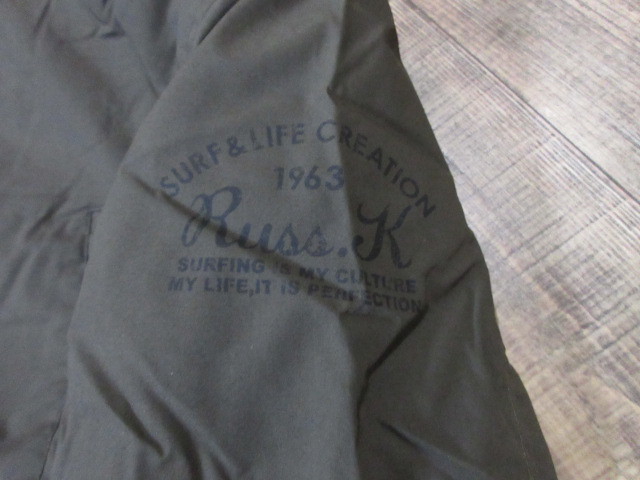 SURF & LIFE CREATION
1963
Russ.K
SURFING IS MY CULTURE
MY LIFE,IT IS PERFECTION